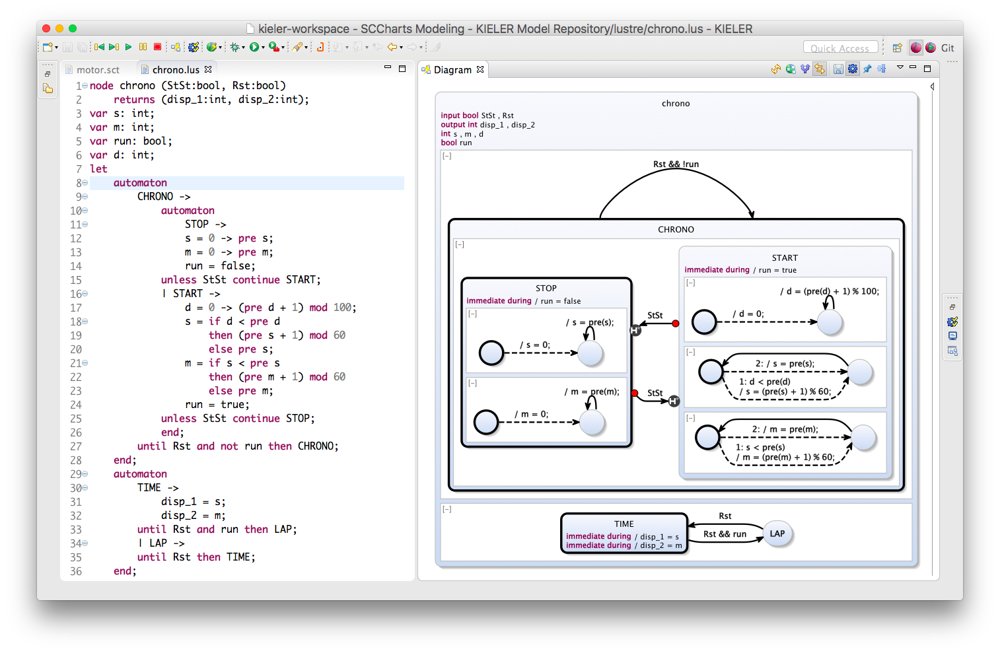 kieler-workspace - SCCharts Modeling - KIELER Model Repository/lustre/chrono.lus - KIELER
Quick Access
Git
motor.sct
chrono.lus
1 node chrono (StSt:bool, Rst:bool)
2 returns (disp_1:int, disp_2:int);
3 var s: int;
4 var m: int;
5 var run: bool;
6 var d: int;
7 let
8 automaton
9 CHRONO ->
10 automaton
11 STOP ->
12 s = 0 -> pre s;
13 m = 0 -> pre m;
14 run = false;
15 unless StSt continue START;
16 | START ->
17 d = 0 -> (pre d + 1) mod 100;
18 s = if d < pre d
19 then (pre s + 1) mod 60
20 else pre s;
21 m = if s < pre s
22 then (pre m + 1) mod 60
23 else pre m;
24 run = true;
25 unless StSt continue STOP;
26 end;
27 until Rst and not run then CHRONO;
28 end;
29 automaton
30 TIME ->
31 disp_1 = s;
32 disp_2 = m;
33 until Rst and run then LAP;
34 | LAP ->
35 until Rst then TIME;
36 end;
Diagram
chrono
input bool StSt , Rst
output int disp_1 , disp_2
int s , m , d
bool run
[-]
Rst && !run
CHRONO
[-]
STOP
immediate during / run = false
[-]
/ s = pre(s);
/ s = 0;
[-]
/ m = pre(m);
/ m = 0;
StSt
H*
StSt
H*
START
immediate during / run = true
[-]
/ d = (pre(d) + 1) % 100;
/ d = 0;
[-]
2: / s = pre(s);
1: d < pre(d)
/ s = (pre(s) + 1) % 60;
[-]
2: / m = pre(m);
1: s < pre(s)
/ m = (pre(m) + 1) % 60;
[-]
TIME
immediate during / disp_1 = s
immediate during / disp_2 = m
Rst
Rst && run
LAP